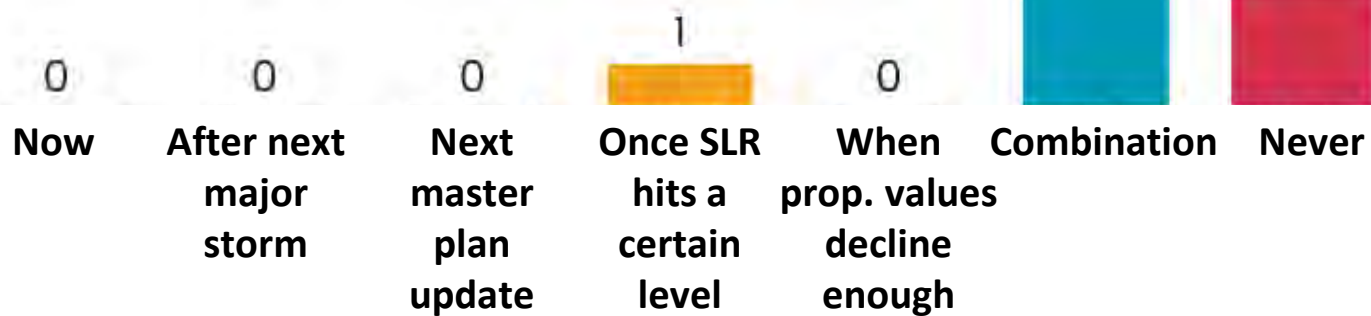 1
0 0 0 0
Now After next Next Once SLR When Combination Never
major master hits a prop. values
storm plan certain decline
update level enough